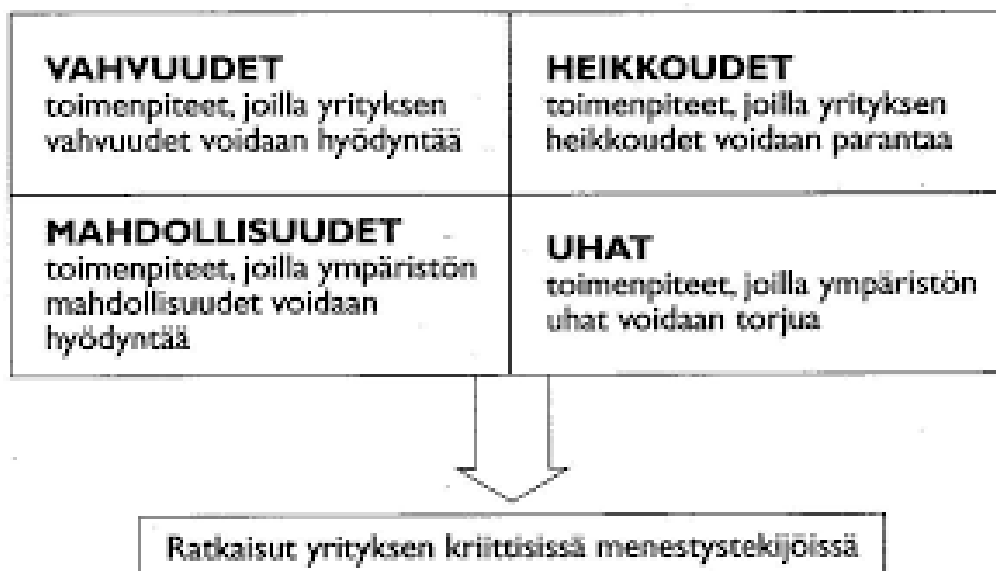 VAHVUUDET
toimenpiteet, joilla yrityksen
vahvuudet voidaan hyödyntää
HEIKKOUDET
toimenpiteet, joilla yrityksen
heikkoudet voidaan parantaa
MAHDOLLISUUDET
toimenpiteet, joilla ympäristön
mahdollisuudet voidaan
hyödyntää
UHAT
toimenpiteet, joilla ympäristön
uhat voidaan torjua
Ratkaisut yrityksen kriittisissä menestystekijöissä